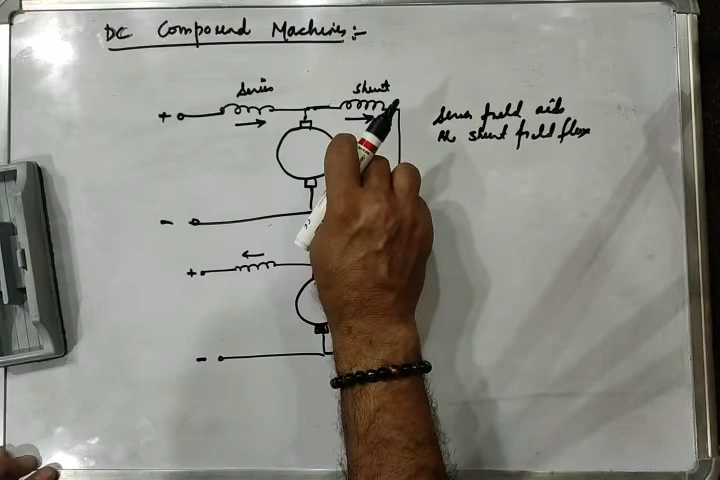 DC Compound Machines :-
Series
Shunt
+
Series field aids
the shunt field flux
-
+
-